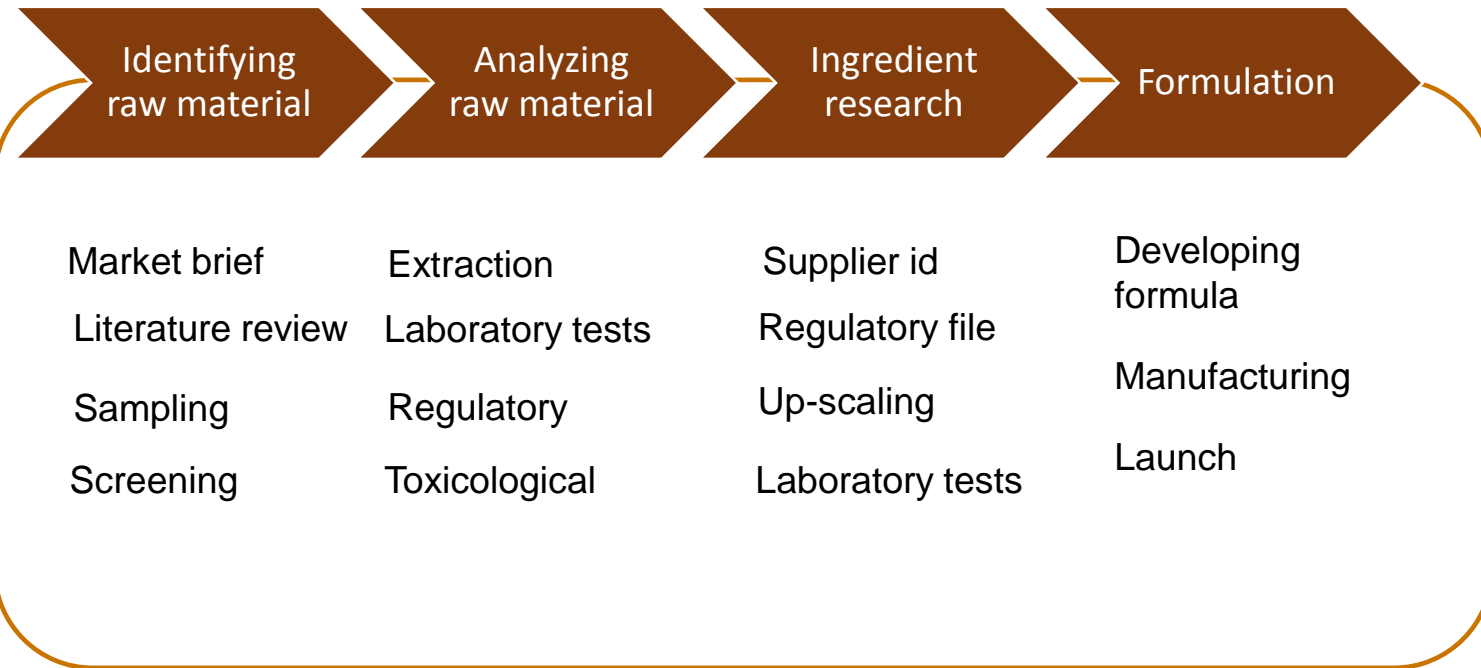 Identifying
raw material
Analyzing
raw material
Ingredient
research
Formulation
Market brief
Literature review
Sampling
Screening
Extraction
Laboratory tests
Regulatory
Toxicological
Supplier id
Regulatory file
Up-scaling
Laboratory tests
Developing
formula
Manufacturing
Launch